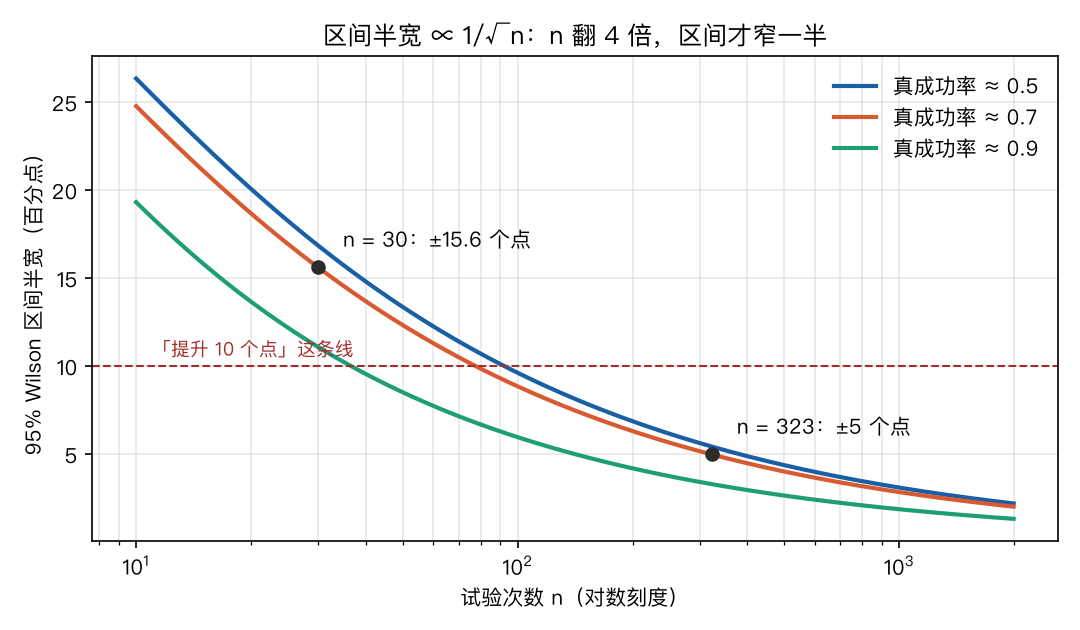 区间半宽 ∝ 1/√n：n 翻 4 倍，区间才窄一半
真成功率 ≈ 0.5
真成功率 ≈ 0.7
真成功率 ≈ 0.9
95% Wilson 区间半宽（百分点）
25
20
15
10
5
n = 30：±15.6 个点
「提升 10 个点」这条线
n = 323：±5 个点
10¹
10²
10³
试验次数 n（对数刻度）